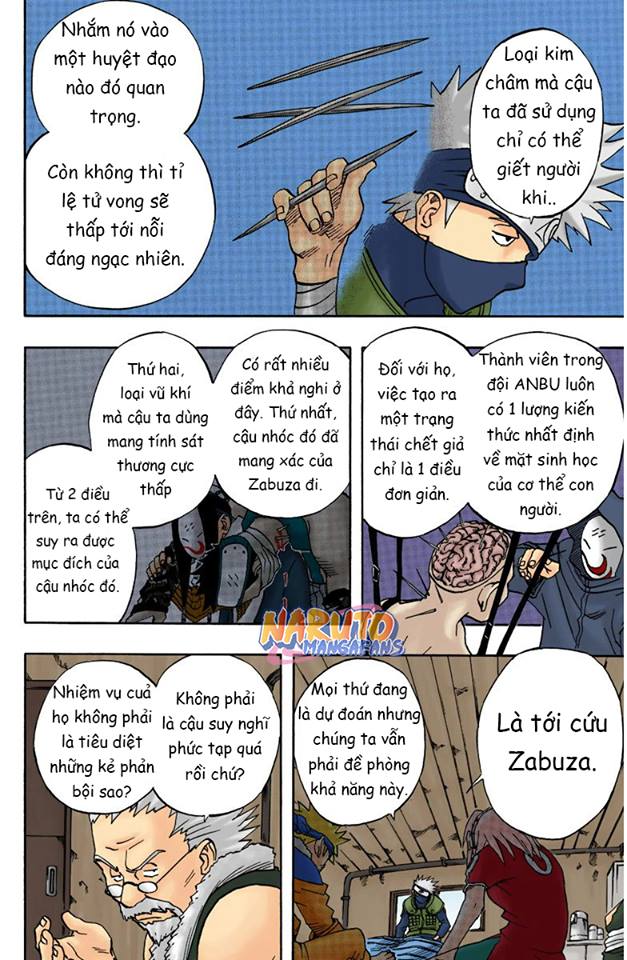 Loại kim
châm mà cậu
ta đã sử dụng
chỉ có thể
giết người
khi..
Nhắm nó vào
một huyệt đạo
nào đó quan
trọng.
Còn không thì tỉ
lệ tử vong sẽ
thấp tới nỗi
đáng ngạc nhiên.
Thành viên trong
đội ANBU luôn
có 1 lượng kiến
thức nhất định
về mặt sinh học
của cơ thể con
người.
Đối với họ,
việc tạo ra
một trạng
thái chết giả
chỉ là 1 điều
đơn giản.
Có rất nhiều
điểm khả nghi ở
đây. Thứ nhất,
cậu nhóc đó đã
mang xác của
Zabuza đi.
Thứ hai,
loại vũ khí
mà cậu ta dùng
mang tính sát
thương cực
thấp
Từ 2 điều
trên, ta có thể
suy ra được
mục đích của
cậu nhóc đó.
NARUTO
MANGAFANS
Là tới cứu
Zabuza.
Mọi thứ đang
là dự đoán nhưng
chúng ta vẫn
phải đề phòng
khả năng này.
Không phải
là cậu suy nghĩ
phức tạp quá
rồi chứ?
Nhiệm vụ cuả
họ không phải
là tiêu diệt
những kẻ phản
bội sao?